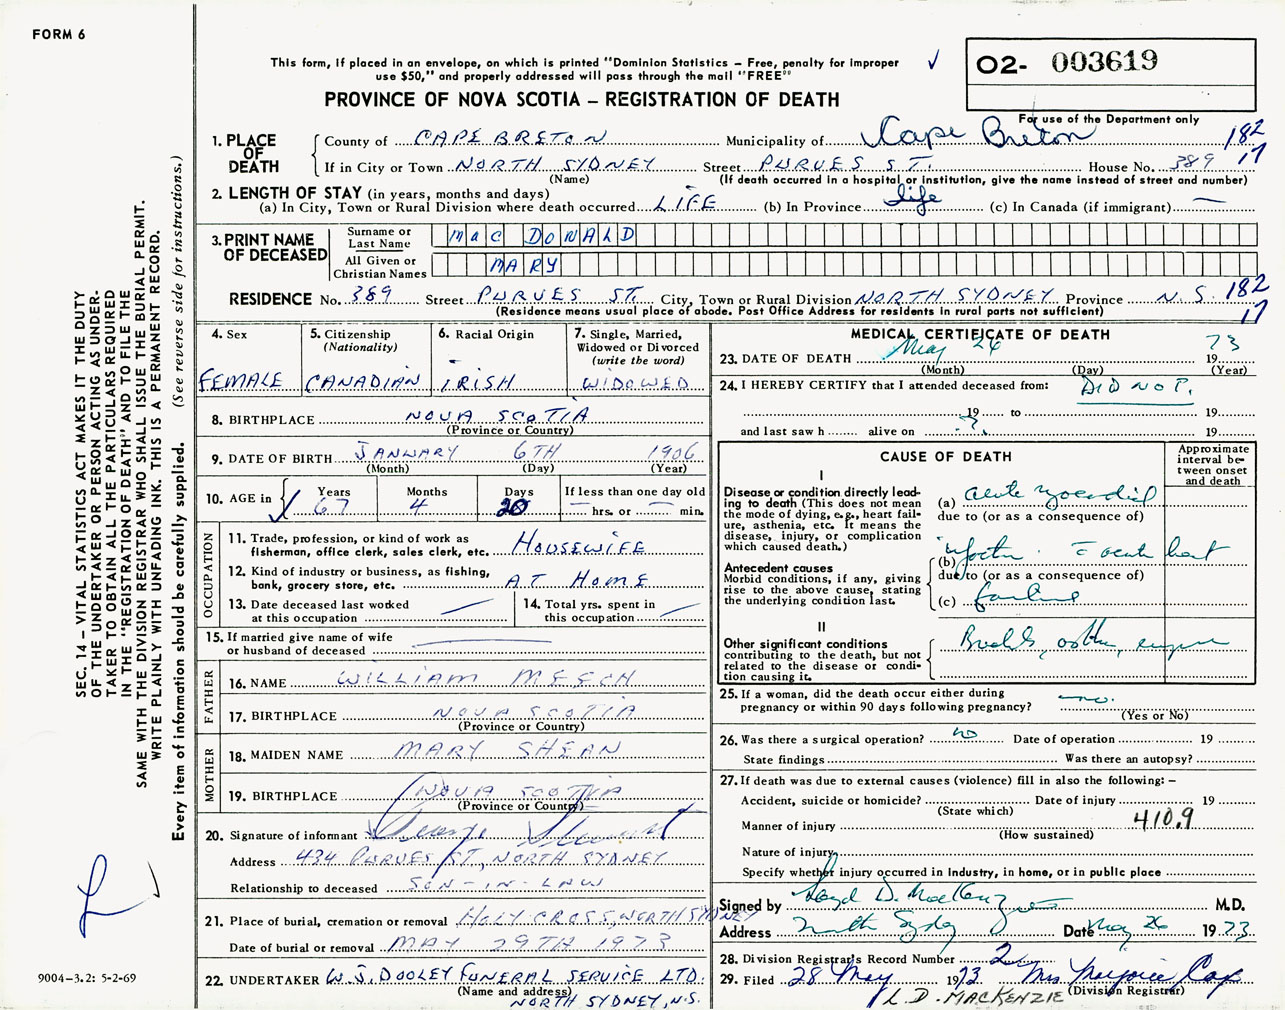 FORM 6
This form, if placed in an envelope, on which is printed "Dominion Statistics – Free, penalty for improper
use $50," and properly addressed will pass through the mail "FREE"
✓
O2- 003619
PROVINCE OF NOVA SCOTIA – REGISTRATION OF DEATH
For use of the Department only
1. PLACE OF DEATH
County of CAPE BRETON Municipality of Cape Breton 182
If in City or Town NORTH SYDNEY Street PURVES ST. House No. 389 17
(Name) (If death occurred in a hospital or institution, give the name instead of street and number)
2. LENGTH OF STAY (in years, months and days)
(a) In City, Town or Rural Division where death occurred LIFE (b) In Province life (c) In Canada (if immigrant) —
3. PRINT NAME OF DECEASED
Surname or Last Name Mac DONALD
All Given or Christian Names MARY
RESIDENCE No. 389 Street PURVES ST. City, Town or Rural Division NORTH SYDNEY Province N.S. 182
(Residence means usual place of abode. Post Office Address for residents in rural parts not sufficient) 17
4. Sex
FEMALE
5. Citizenship
(Nationality)
CANADIAN
6. Racial Origin
IRISH
7. Single, Married,
Widowed or Divorced
(write the word)
WIDOWED
8. BIRTHPLACE NOVA SCOTIA
(Province or Country)
9. DATE OF BIRTH JANUARY 6TH 1906
(Month) (Day) (Year)
10. AGE in
Years Months Days If less than one day old
67 4 20 — hrs. or — min.
OCCUPATION
11. Trade, profession, or kind of work as
fisherman, office clerk, sales clerk, etc. HOUSEWIFE
12. Kind of industry or business, as fishing,
bank, grocery store, etc. AT HOME
13. Date deceased last worked
at this occupation
14. Total yrs. spent in
this occupation
15. If married give name of wife
or husband of deceased
FATHER
16. NAME WILLIAM MEECH
17. BIRTHPLACE NOVA SCOTIA
(Province or Country)
MOTHER
18. MAIDEN NAME MARY SHEAN
19. BIRTHPLACE NOVA SCOTIA
(Province or Country)
20. Signature of informant George
Address 434 PURVES ST, NORTH SYDNEY
Relationship to deceased SON-IN-LAW
21. Place of burial, cremation or removal HOLY CROSS, NORTH SYDNEY
Date of burial or removal MAY 29TH 1973
22. UNDERTAKER W.J. DOOLEY FUNERAL SERVICE LTD.
(Name and address)
NORTH SYDNEY, N.S.
MEDICAL CERTIFICATE OF DEATH
23. DATE OF DEATH May 26 1973
(Month) (Day) (Year)
24. I HEREBY CERTIFY that I attended deceased from: DID NOT.
19 to 19
and last saw h alive on ? 19
CAUSE OF DEATH
Approximate
interval be-
tween onset
and death
I
Disease or condition directly lead-
ing to death (This does not mean
the mode of dying, e.g., heart fail-
ure, asthenia, etc. It means the
disease, injury, or complication
which caused death.)
(a) acute myocardial
due to (or as a consequence of)
Antecedent causes
Morbid conditions, if any, giving
rise to the above cause, stating
the underlying condition last.
(b) acute heart
due to (or as a consequence of)
(c) failure
II
Other significant conditions
contributing to the death, but not
related to the disease or condi-
tion causing it.
25. If a woman, did the death occur either during
pregnancy or within 90 days following pregnancy? no.
(Yes or No)
26. Was there a surgical operation? no Date of operation 19
State findings Was there an autopsy?
27. If death was due to external causes (violence) fill in also the following: –
Accident, suicide or homicide? Date of injury 19
(State which)
Manner of injury 410.9
(How sustained)
Nature of injury
Specify whether injury occurred in Industry, in home, or in public place
Signed by Lloyd D. MacKenzie M.D.
Address North Sydney Date May 26 1973
28. Division Registrar's Record Number 2
29. Filed 28 May 1973 Mrs Marjorie Cox
(Division Registrar)
L.D. MACKENZIE
SEC. 14 – VITAL STATISTICS ACT MAKES IT THE DUTY
OF THE UNDERTAKER OR PERSON ACTING AS UNDER-
TAKER TO OBTAIN ALL THE PARTICULARS REQUIRED
IN THE "REGISTRATION OF DEATH" AND TO FILE THE
SAME WITH THE DIVISION REGISTRAR WHO SHALL ISSUE THE BURIAL PERMIT.
WRITE PLAINLY WITH UNFADING INK. THIS IS A PERMANENT RECORD.
Every item of information should be carefully supplied. (See reverse side for instructions.)
9004-3.2: 5-2-69